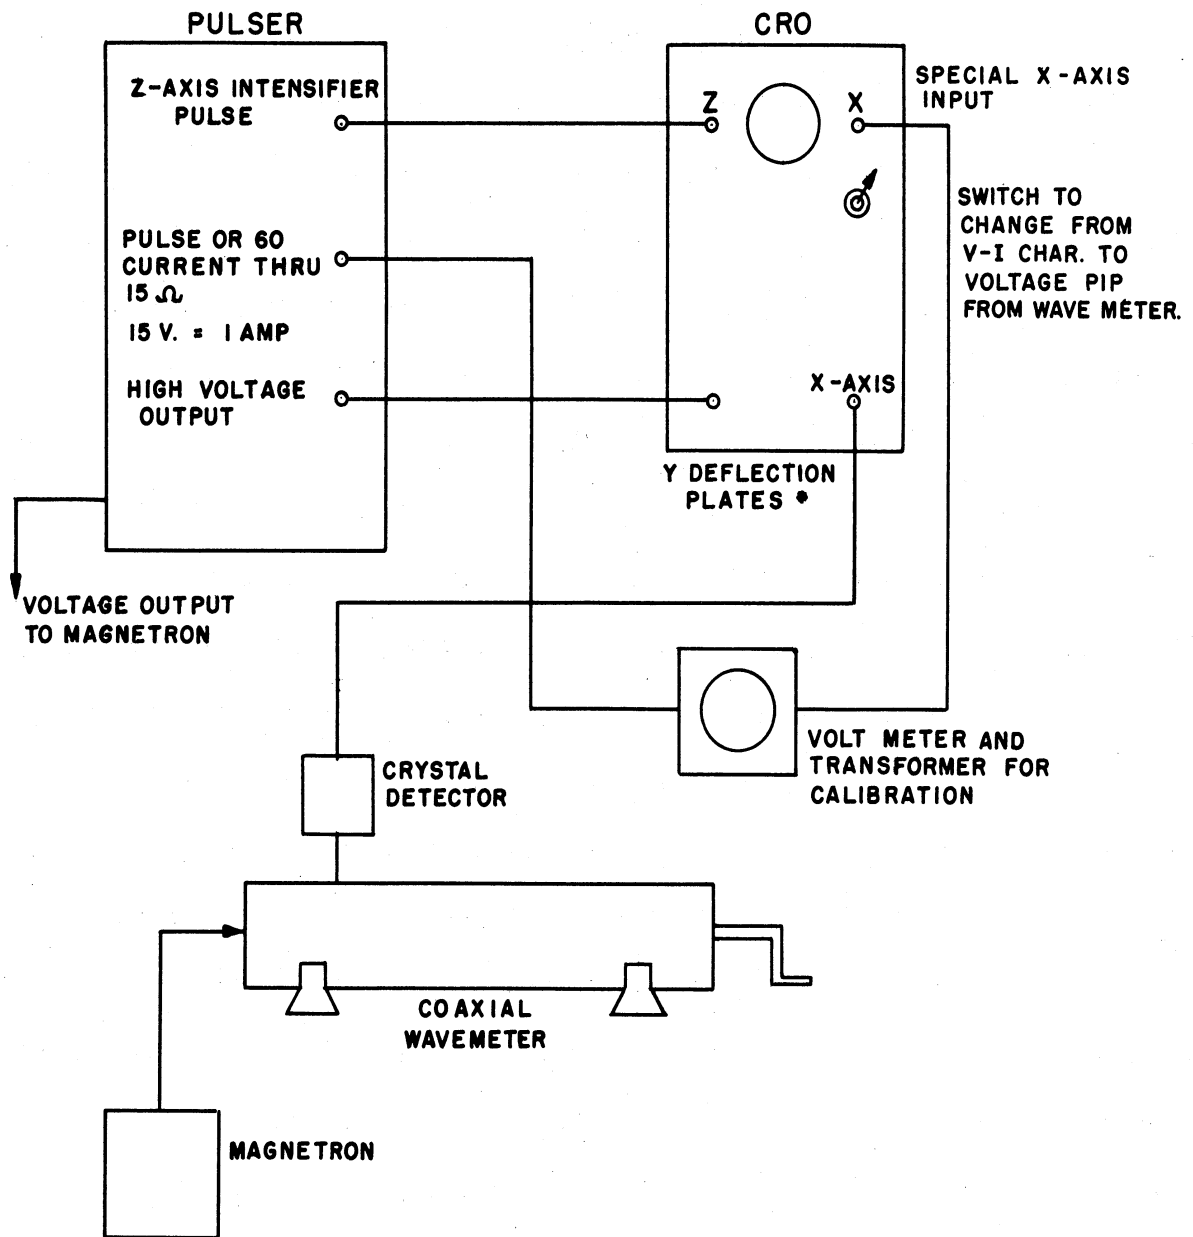 PULSER
Z-AXIS INTENSIFIER
PULSE
PULSE OR 60
CURRENT THRU
15 Ω
15 V. = 1 AMP
HIGH VOLTAGE
OUTPUT
VOLTAGE OUTPUT
TO MAGNETRON
CRO
Z
X
SPECIAL X-AXIS
INPUT
SWITCH TO
CHANGE FROM
V-I CHAR. TO
VOLTAGE PIP
FROM WAVE METER.
X-AXIS
Y DEFLECTION
PLATES *
VOLT METER AND
TRANSFORMER FOR
CALIBRATION
CRYSTAL
DETECTOR
COAXIAL
WAVEMETER
MAGNETRON